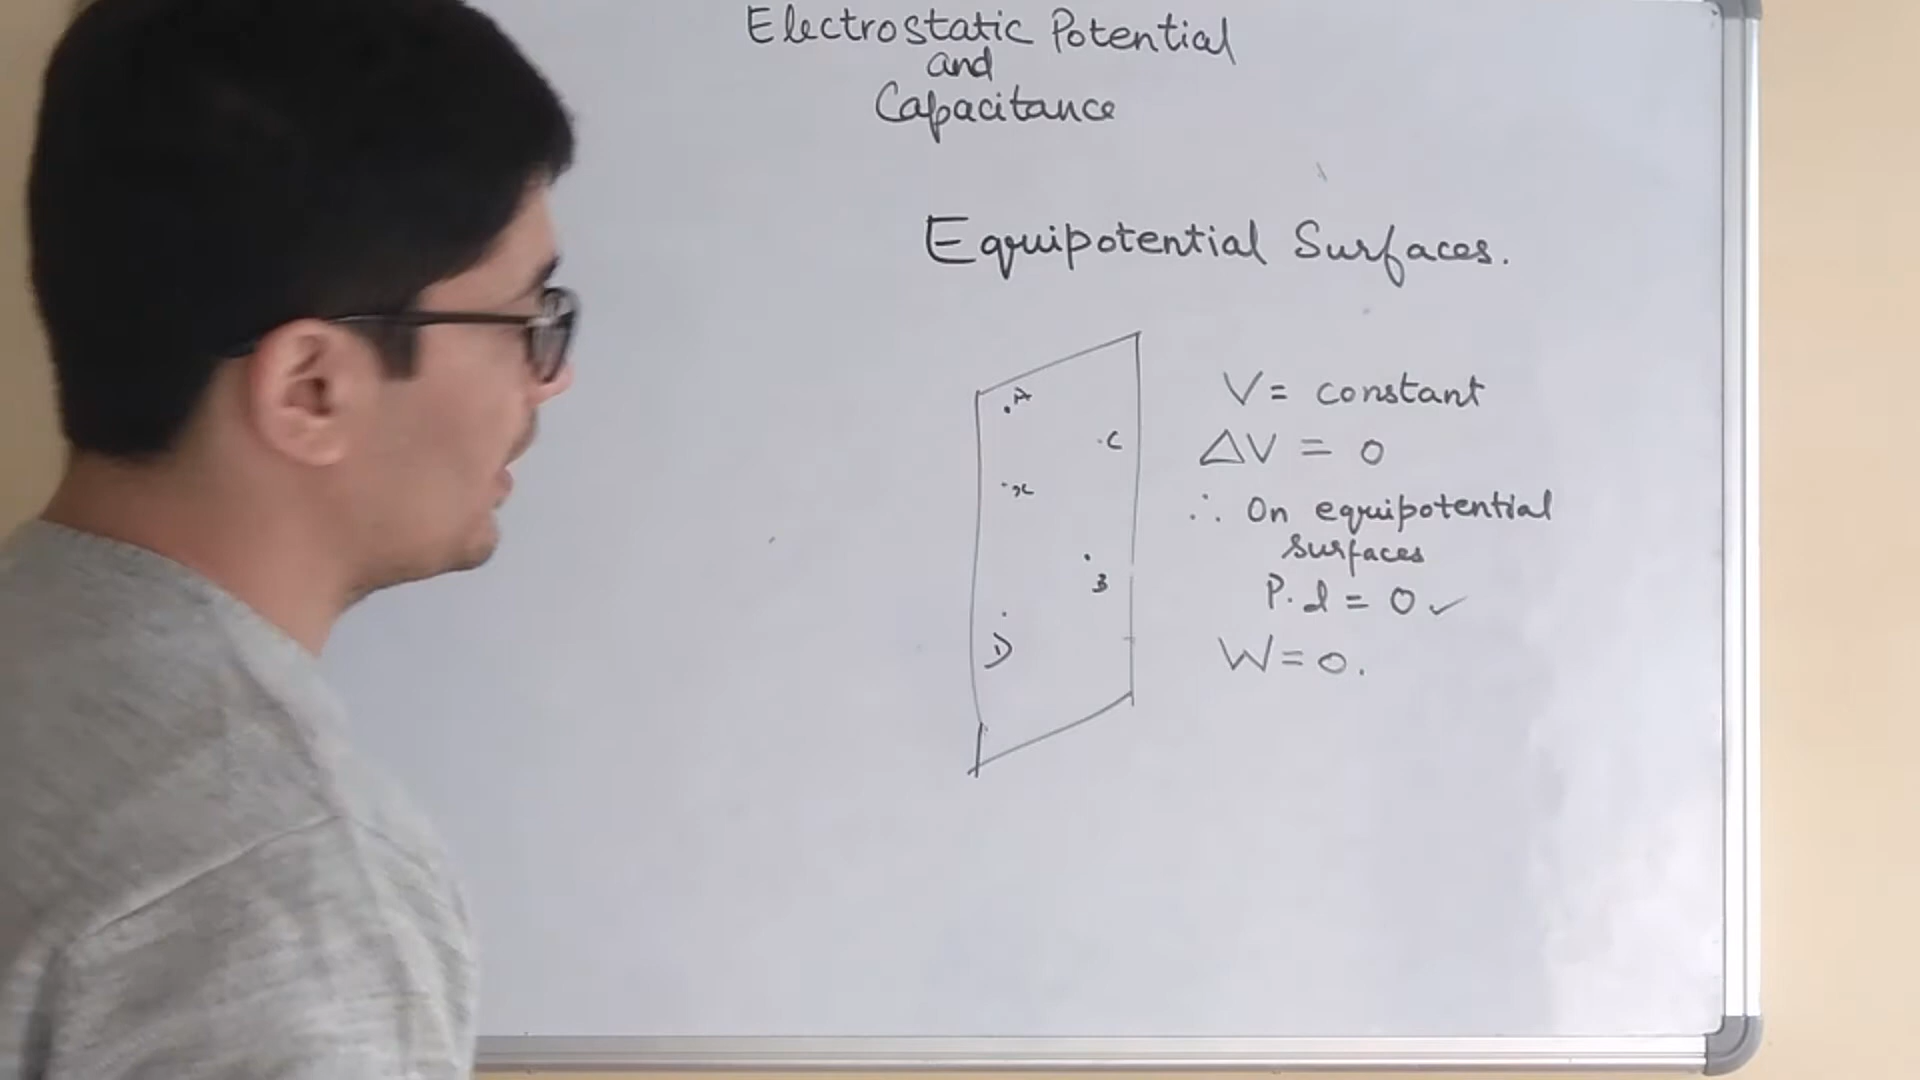 Electrostatic Potential
and
Capacitance
Equipotential Surfaces.
A
C
x
B
D
V = constant
ΔV = 0
∴ On equipotential
surfaces
P.d = 0 ✓
W = 0.